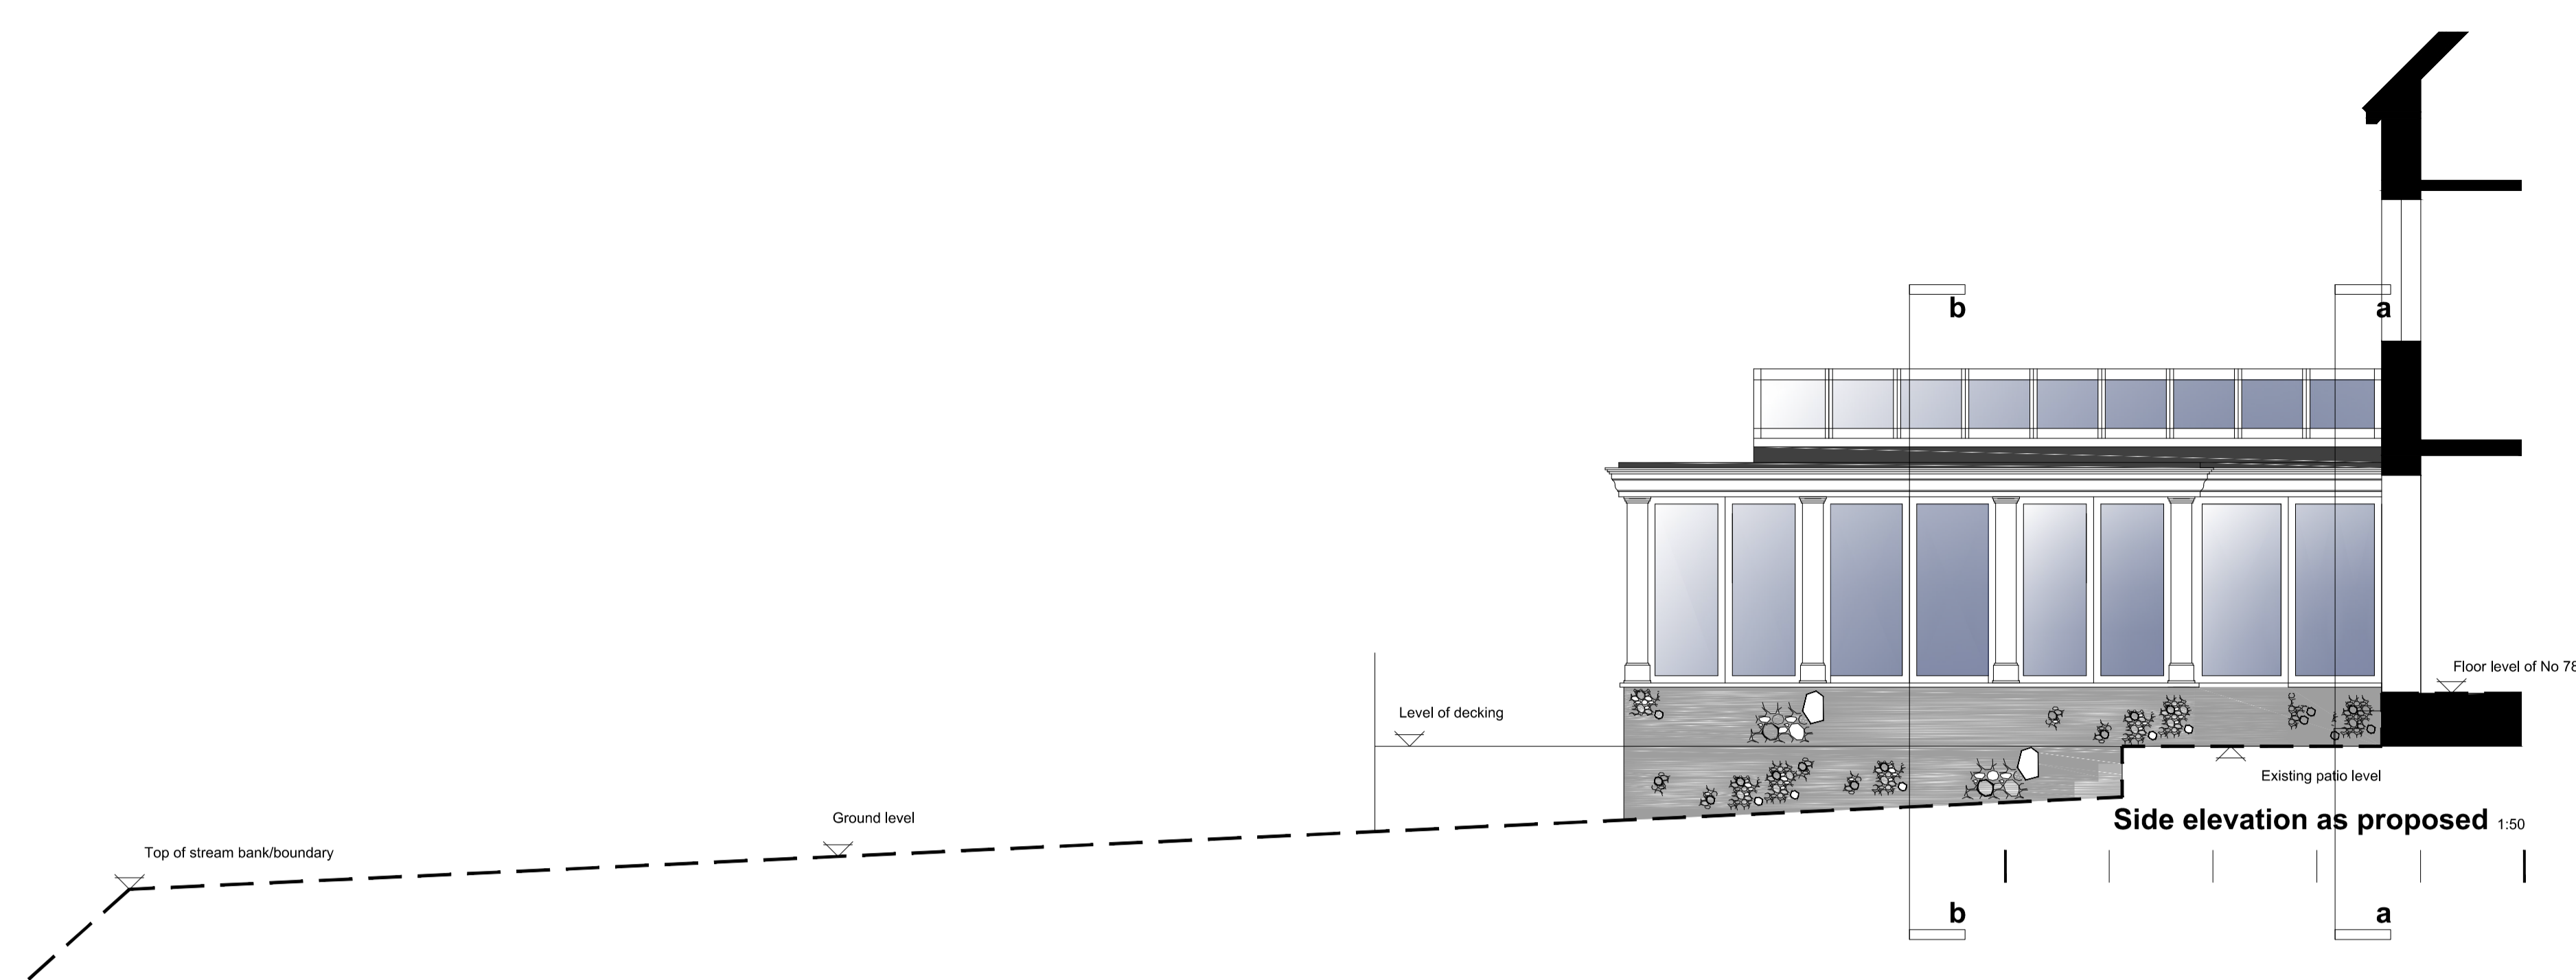 b
a
Floor level of No 78
Level of decking
Existing patio level
Ground level
Side elevation as proposed 1:50
Top of stream bank/boundary
b
a